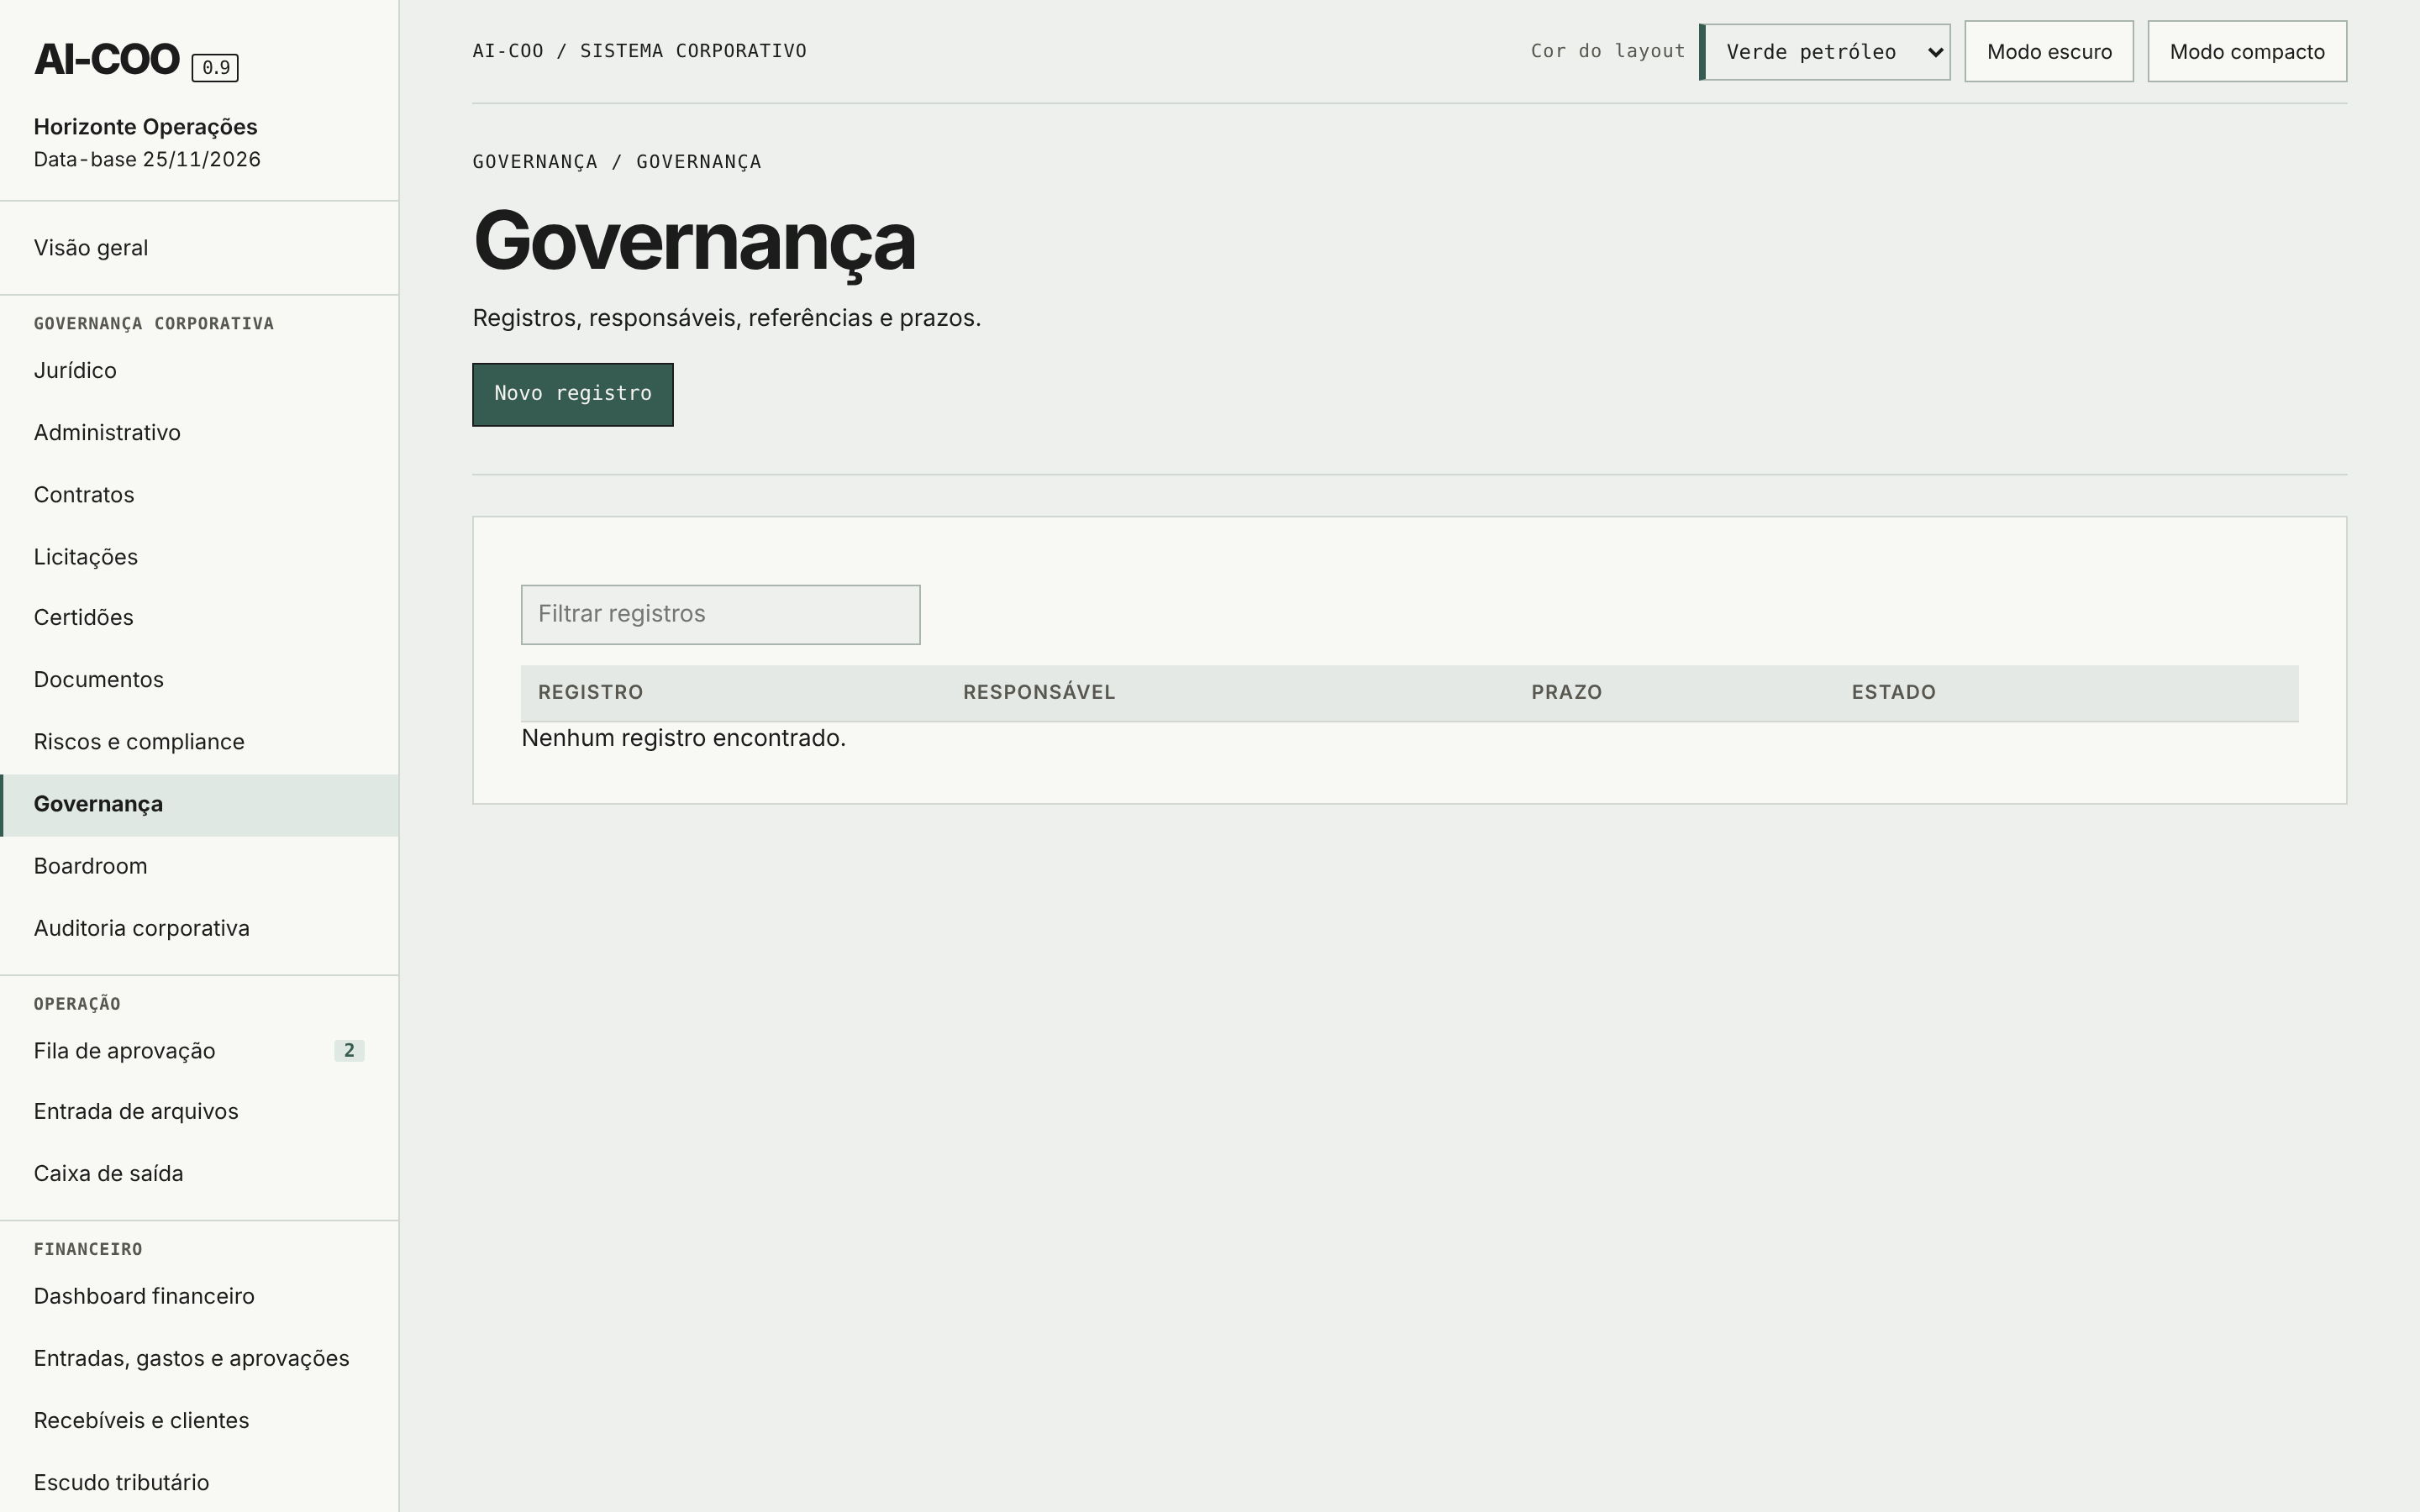 AI-COO 0.9
Horizonte Operações
Data-base 25/11/2026
Visão geral
GOVERNANÇA CORPORATIVA
Jurídico
Administrativo
Contratos
Licitações
Certidões
Documentos
Riscos e compliance
Governança
Boardroom
Auditoria corporativa
OPERAÇÃO
Fila de aprovação 2
Entrada de arquivos
Caixa de saída
FINANCEIRO
Dashboard financeiro
Entradas, gastos e aprovações
Recebíveis e clientes
Escudo tributário
AI-COO / SISTEMA CORPORATIVO Cor do layout Verde petróleo Modo escuro Modo compacto
GOVERNANÇA / GOVERNANÇA
Governança
Registros, responsáveis, referências e prazos.
Novo registro
Filtrar registros
REGISTRO RESPONSÁVEL PRAZO ESTADO
Nenhum registro encontrado.